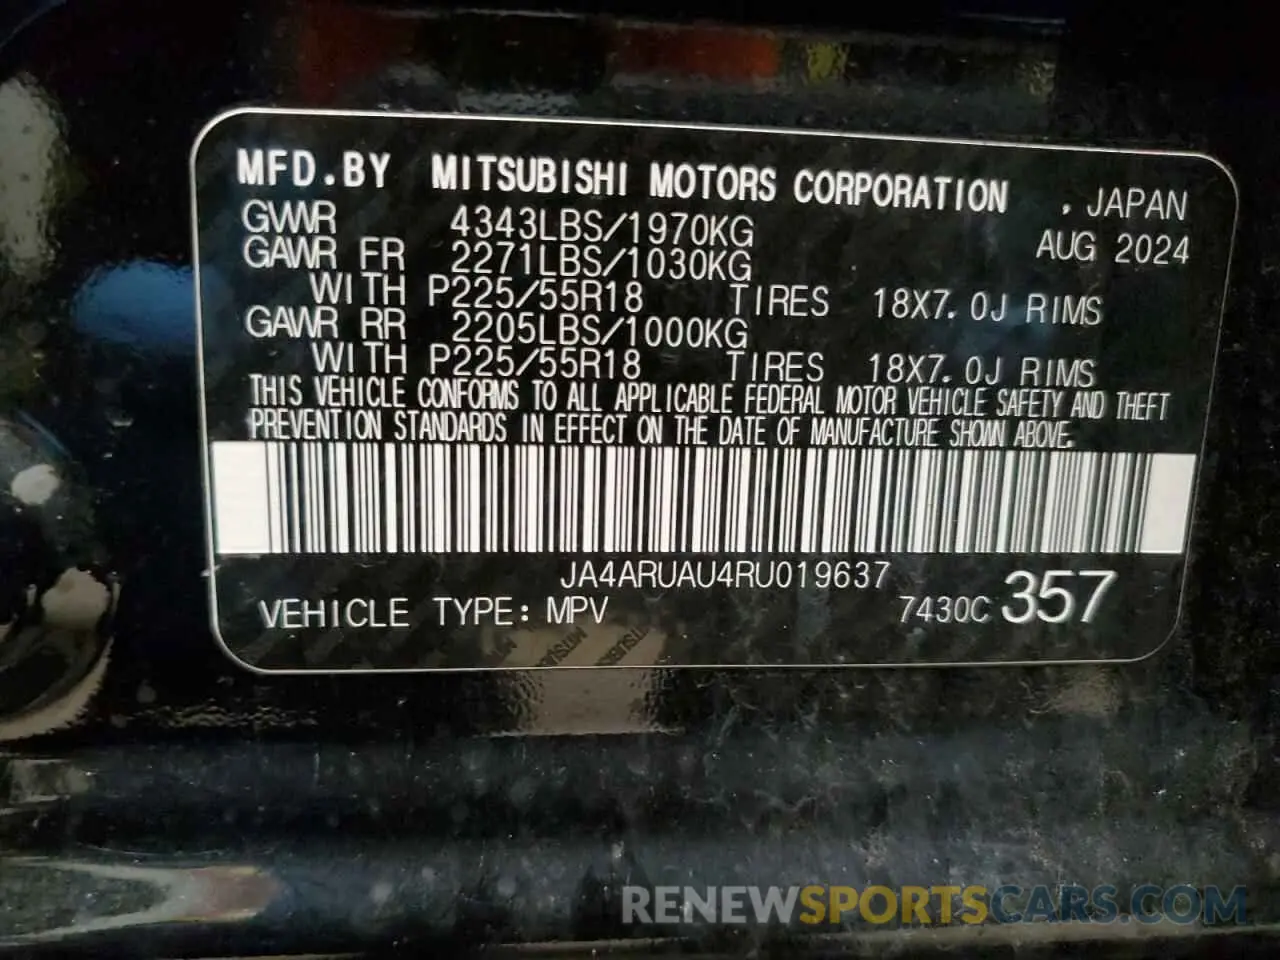 MFD.BY MITSUBISHI MOTORS CORPORATION , JAPAN
GVWR 4343LBS/1970KG AUG 2024
GAWR FR 2271LBS/1030KG
WITH P225/55R18 TIRES 18X7.0J RIMS
GAWR RR 2205LBS/1000KG
WITH P225/55R18 TIRES 18X7.0J RIMS
THIS VEHICLE CONFORMS TO ALL APPLICABLE FEDERAL MOTOR VEHICLE SAFETY AND THEFT
PREVENTION STANDARDS IN EFFECT ON THE DATE OF MANUFACTURE SHOWN ABOVE.
JA4ARUAU4RU019637
VEHICLE TYPE: MPV 7430C 357
RENEWSPORTSCARS.COM